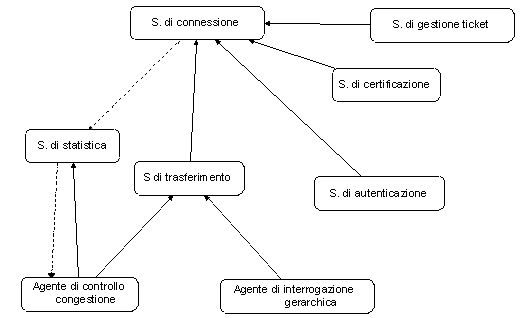 S. di connessione
S. di gestione ticket
S. di certificazione
S. di statistica
S di trasferimento
S. di autenticazione
Agente di controllo
congestione
Agente di interrogazione
gerarchica